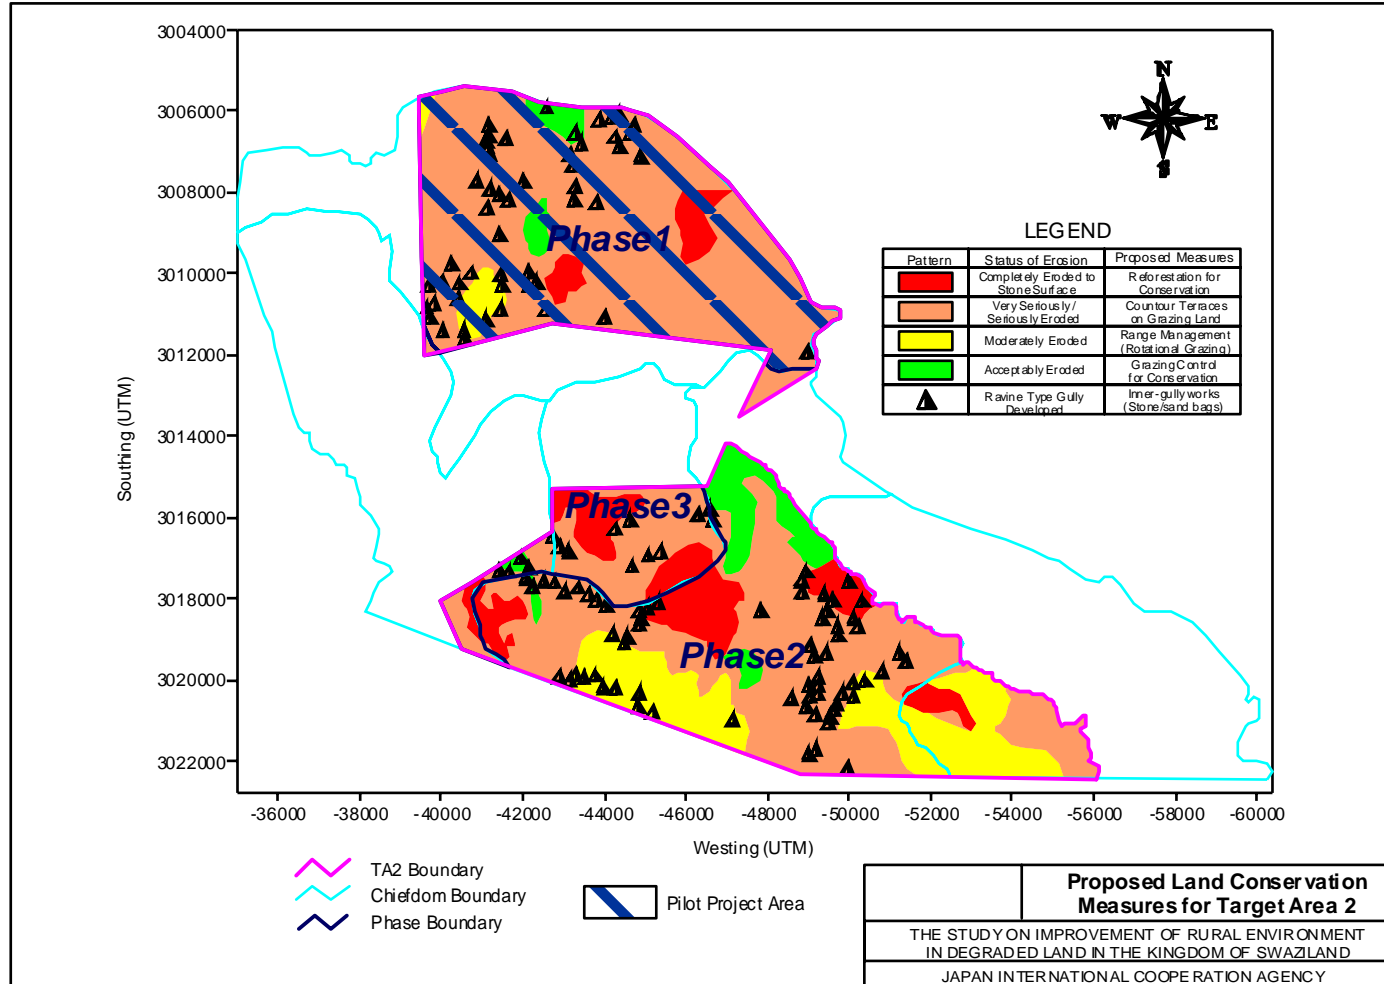 3004000
3006000
3008000
3010000
3012000
3014000
3016000
3018000
3020000
3022000
Southing (UTM)
-36000
-38000
-40000
-42000
-44000
-46000
-48000
-50000
-52000
-54000
-56000
-58000
-60000
Westing (UTM)
N
W
E
S
Phase1
Phase3
Phase2
LEGEND
Pattern
Status of Erosion
Proposed Measures
Completely Eroded to
Stone Surface
Reforestation for
Conservation
Very Seriously /
Seriously Eroded
Countour Terraces
on Grazing Land
Moderately Eroded
Range Management
(Rotational Grazing)
Acceptably Eroded
Grazing Control
for Conservation
Ravine Type Gully
Developed
Inner-gully works
(Stone/sand bags)
TA2 Boundary
Chiefdom Boundary
Phase Boundary
Pilot Project Area
Proposed Land Conservation
Measures for Target Area 2
THE STUDY ON IMPROVEMENT OF RURAL ENVIRONMENT
IN DEGRADED LAND IN THE KINGDOM OF SWAZILAND
JAPAN INTERNATIONAL COOPERATION AGENCY